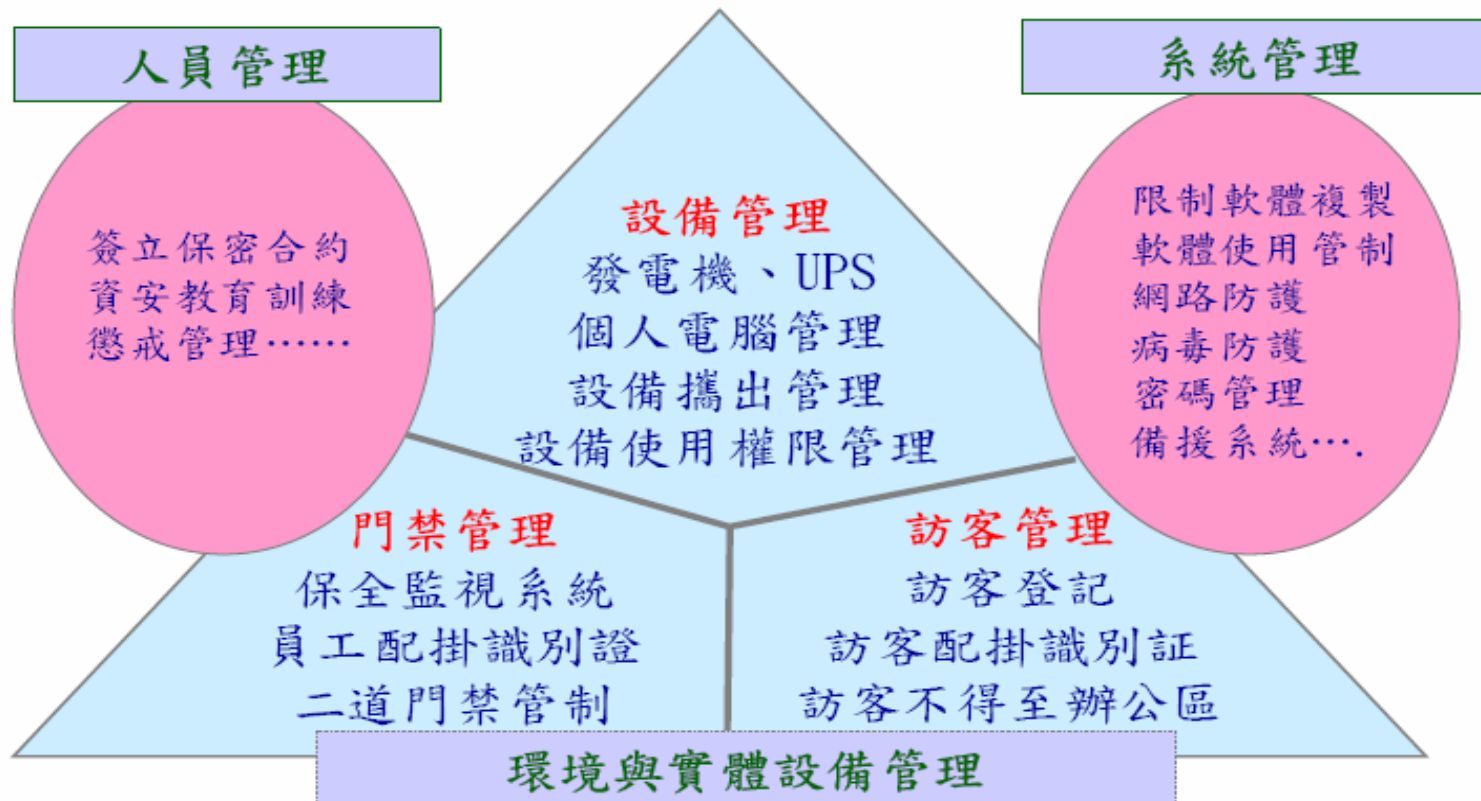 人員管理
簽立保密合約
資安教育訓練
懲戒管理……
系統管理
限制軟體複製
軟體使用管制
網路防護
病毒防護
密碼管理
備援系統….
設備管理
發電機、UPS
個人電腦管理
設備攜出管理
設備使用權限管理
門禁管理
保全監視系統
員工配掛識別證
二道門禁管制
訪客管理
訪客登記
訪客配掛識別証
訪客不得至辦公區
環境與實體設備管理